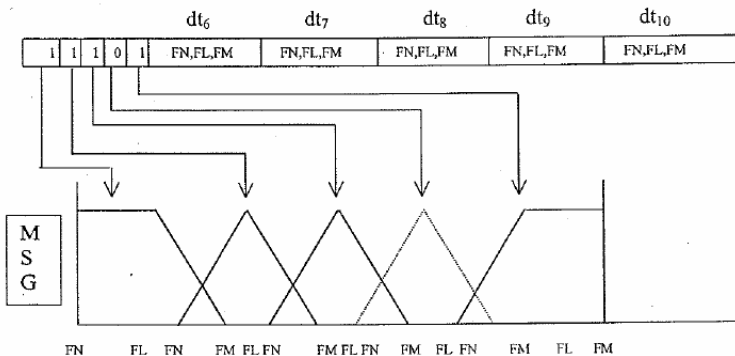 dt6 dt7 dt8 dt9 dt10
1 1 1 0 1 FN,FL,FM FN,FL,FM FN,FL,FM FN,FL,FM FN,FL,FM
M
S
G
FN FL FN FM FL FN FM FL FN FM FL FN FM FL FM